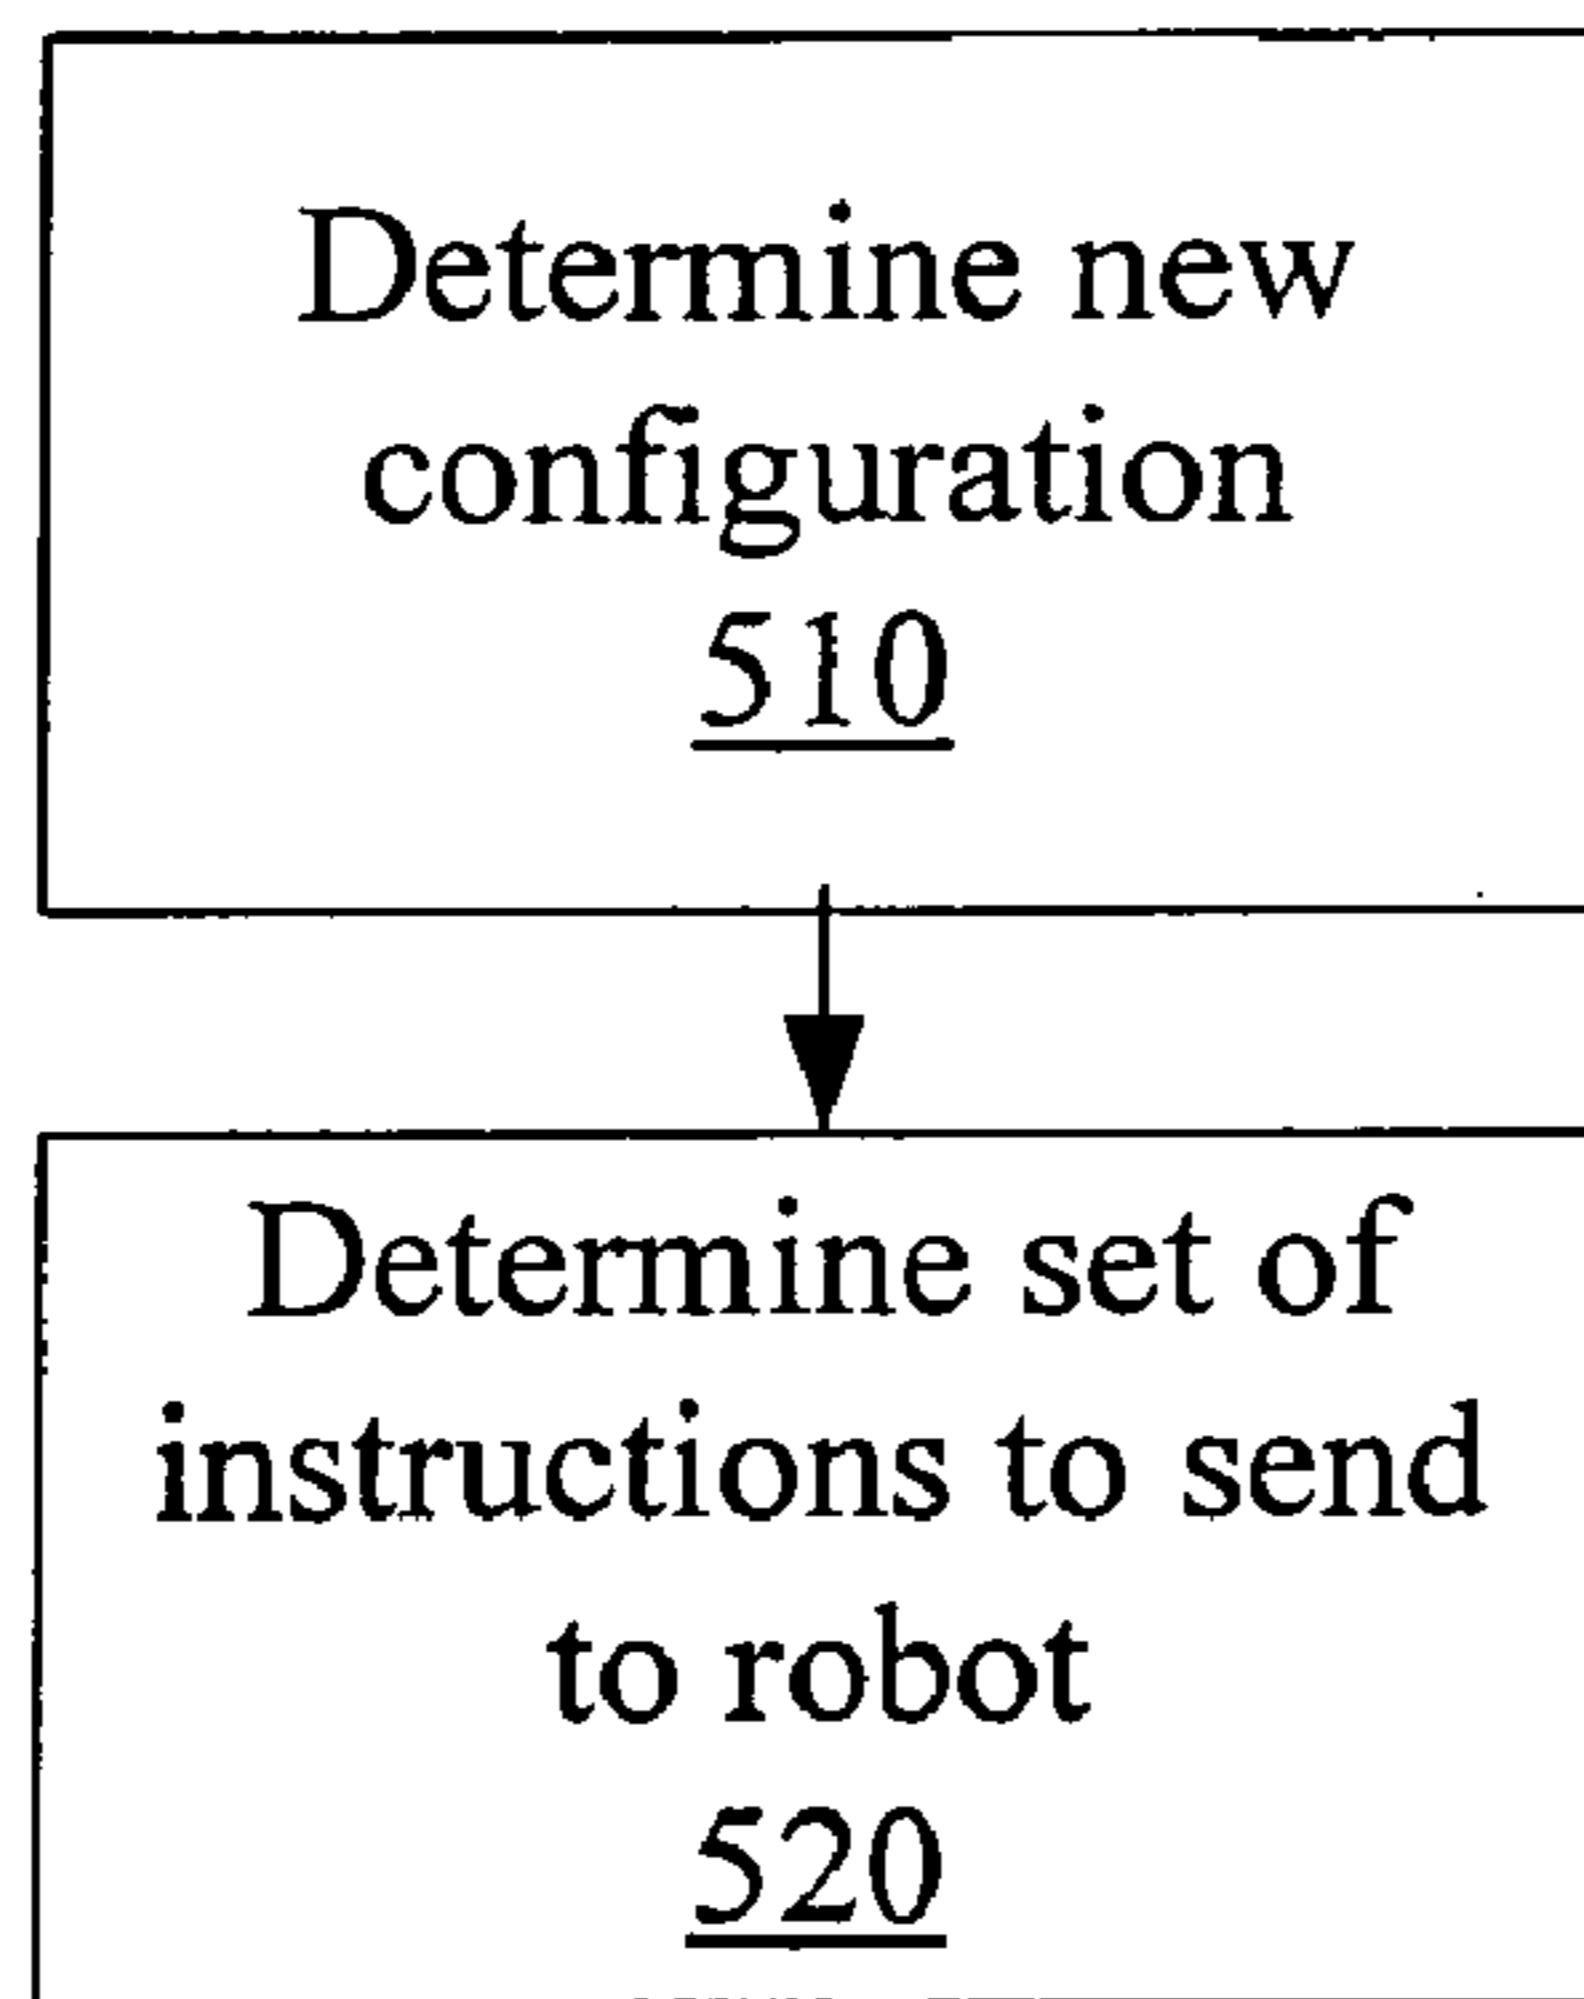 Determine new
configuration
510
Determine set of
instructions to send
to robot
520